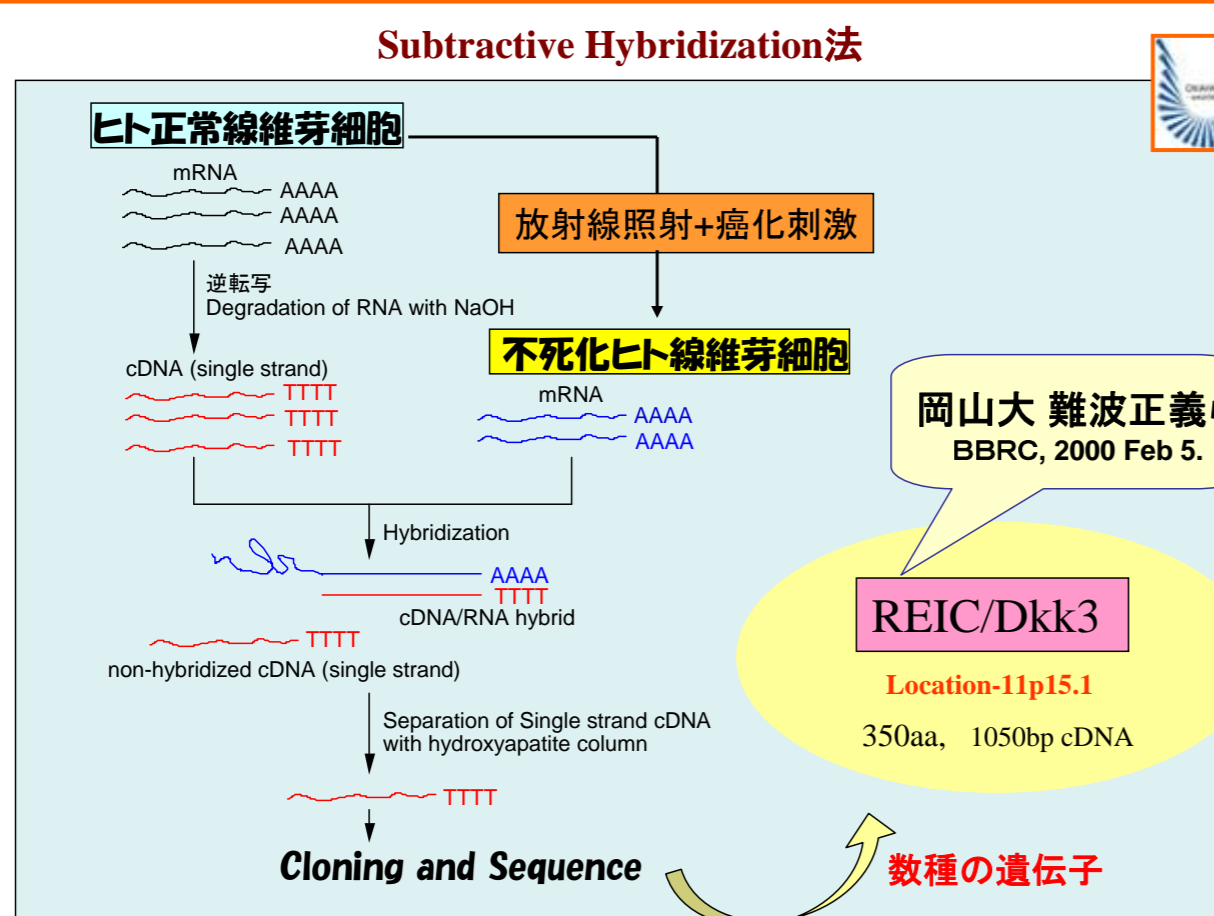 Subtractive Hybridization法
ヒト正常線維芽細胞
mRNA
AAAA
AAAA
AAAA
逆転写
Degradation of RNA with NaOH
cDNA (single strand)
TTTT
TTTT
TTTT
放射線照射+癌化刺激
不死化ヒト線維芽細胞
mRNA
AAAA
AAAA
Hybridization
AAAA
TTTT
cDNA/RNA hybrid
TTTT
non-hybridized cDNA (single strand)
Separation of Single strand cDNA
with hydroxyapatite column
TTTT
Cloning and Sequence
数種の遺伝子
岡山大 難波正義
BBRC, 2000 Feb 5.
REIC/Dkk3
Location-11p15.1
350aa, 1050bp cDNA